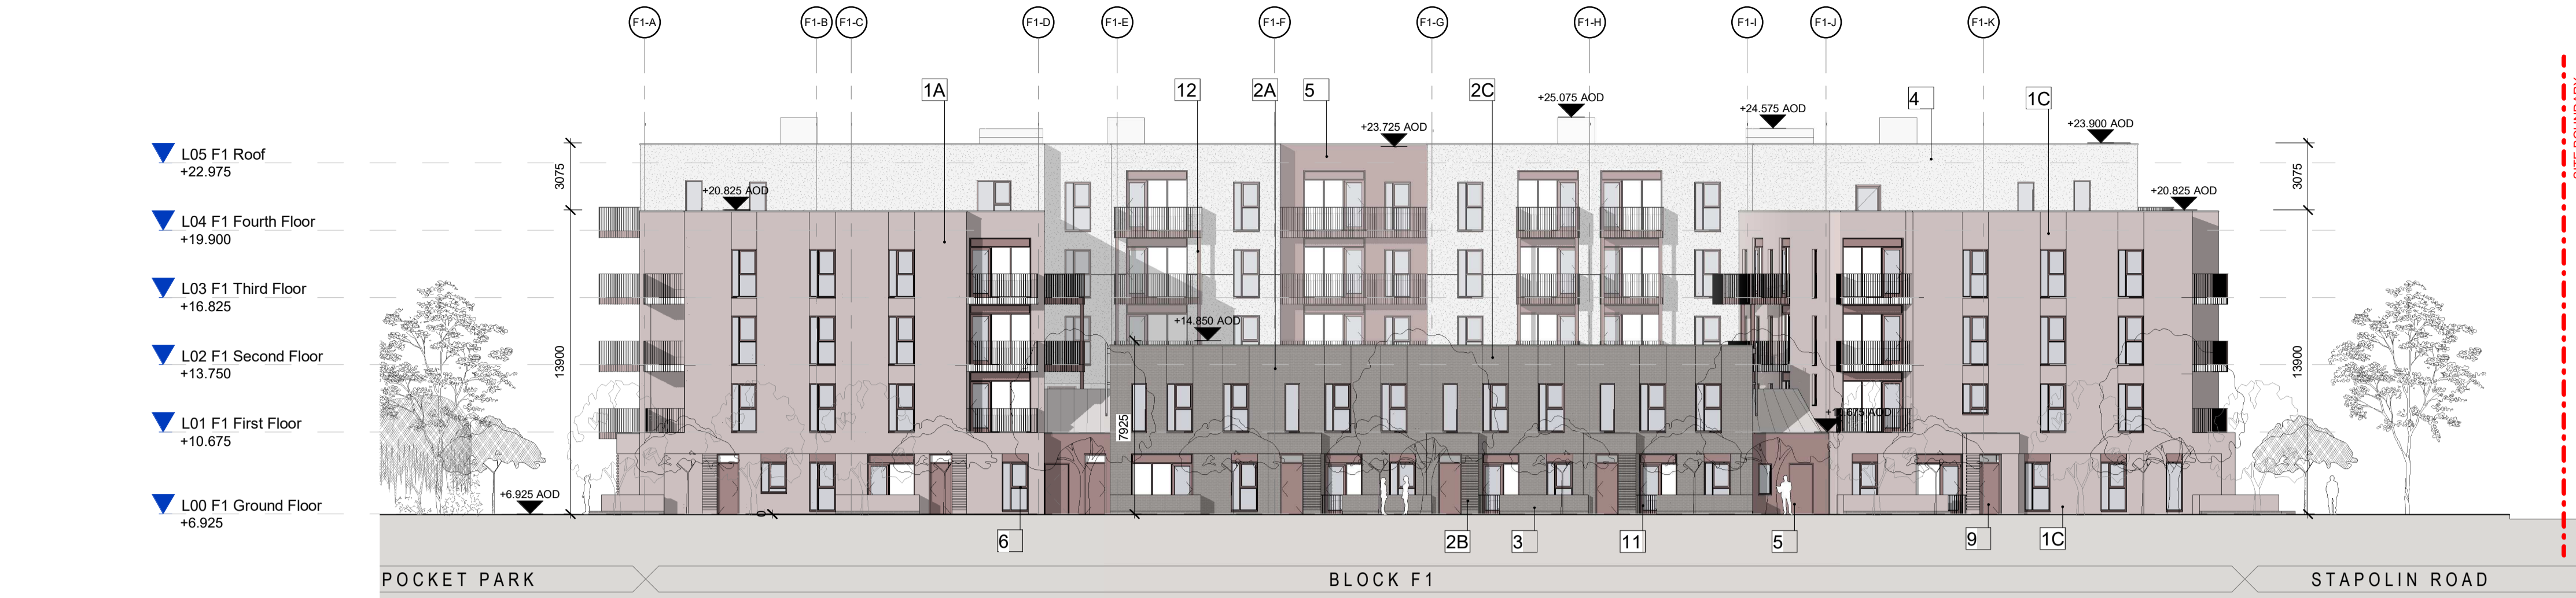 F1-A
F1-B
F1-C
F1-D
F1-E
F1-F
F1-G
F1-H
F1-I
F1-J
F1-K
1A
12
2A
5
2C
4
1C
+25.075 AOD
+24.575 AOD
+23.725 AOD
+23.900 AOD
L05 F1 Roof
+22.975
3075
3075
+20.825 AOD
+20.825 AOD
L04 F1 Fourth Floor
+19.900
L03 F1 Third Floor
+16.825
+14.850 AOD
L02 F1 Second Floor
+13.750
13900
13900
L01 F1 First Floor
+10.675
7925
+10.675 AOD
L00 F1 Ground Floor
+6.925
+6.925 AOD
0
6
2B
3
11
5
9
1C
POCKET PARK
BLOCK F1
STAPOLIN ROAD